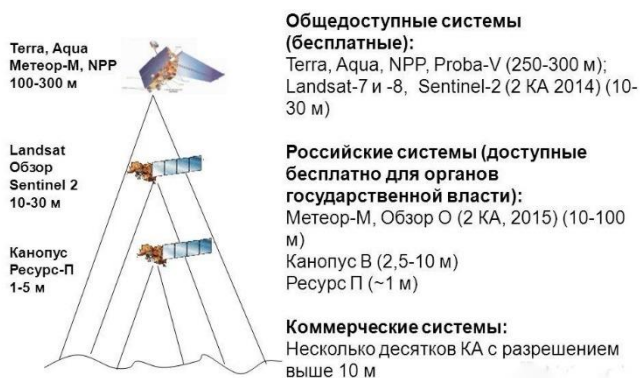 Terra, Aqua
Метеор-М, NPP
100-300 м
Landsat
Обзор
Sentinel 2
10-30 м
Канопус
Ресурс-П
1-5 м
Общедоступные системы
(бесплатные):
Terra, Aqua, NPP, Proba-V (250-300 м);
Landsat-7 и -8, Sentinel-2 (2 КА 2014) (10-
30 м)
Российские системы (доступные
бесплатно для органов
государственной власти):
Метеор-М, Обзор О (2 КА, 2015) (10-100
м)
Канопус В (2,5-10 м)
Ресурс П (~1 м)
Коммерческие системы:
Несколько десятков КА с разрешением
выше 10 м